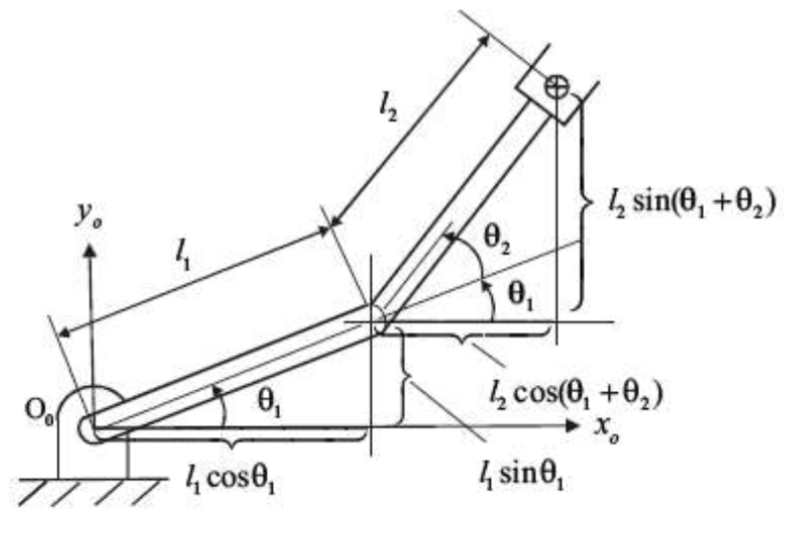 l₂
l₂ sin(θ₁ +θ₂)
yₒ
l₁
θ₂
θ₁
l₂ cos(θ₁ +θ₂)
O₀
θ₁
xₒ
l₁ cosθ₁
l₁ sinθ₁